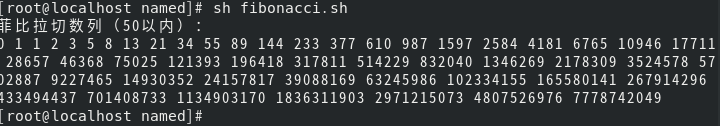 [root@localhost named]# sh fibonacci.sh
菲比拉切数列（50以内）：
0 1 1 2 3 5 8 13 21 34 55 89 144 233 377 610 987 1597 2584 4181 6765 10946 17711
28657 46368 75025 121393 196418 317811 514229 832040 1346269 2178309 3524578 57
02887 9227465 14930352 24157817 39088169 63245986 102334155 165580141 267914296
433494437 701408733 1134903170 1836311903 2971215073 4807526976 7778742049
[root@localhost named]#